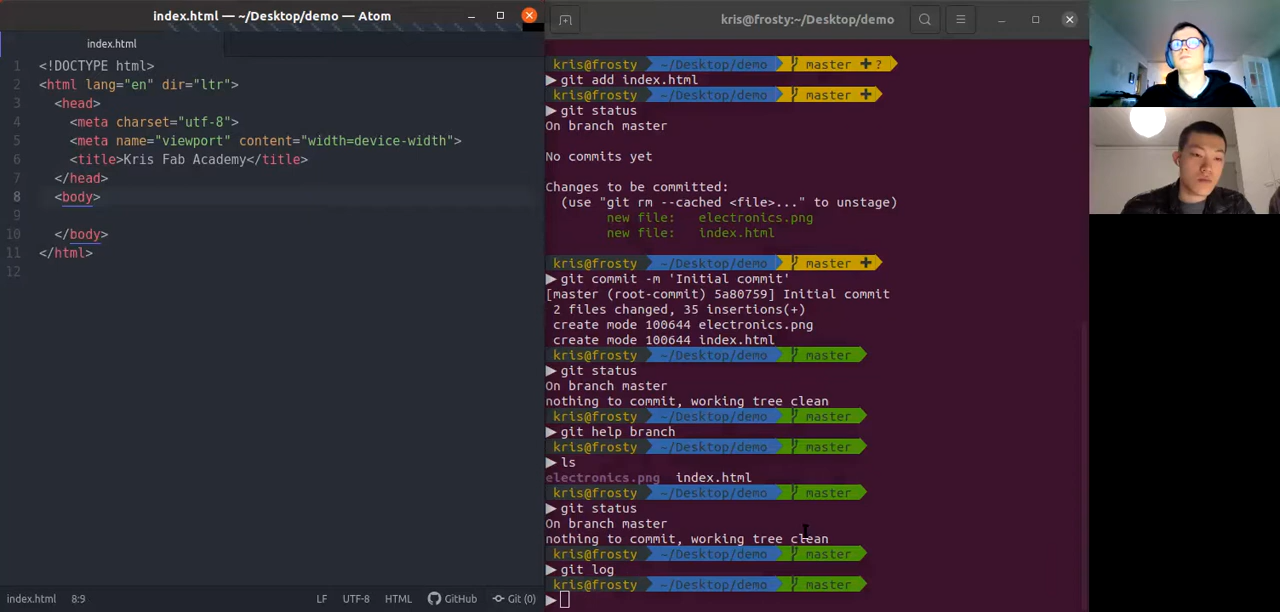 index.html — ~/Desktop/demo — Atom
index.html
1 <!DOCTYPE html>
2 <html lang="en" dir="ltr">
3 <head>
4 <meta charset="utf-8">
5 <meta name="viewport" content="width=device-width">
6 <title>Kris Fab Academy</title>
7 </head>
8 <body>
9
10 </body>
11 </html>
12
index.html 8:9 LF UTF-8 HTML GitHub Git (0)
kris@frosty:~/Desktop/demo
kris@frosty ~/Desktop/demo master ✚ ?
▶ git add index.html
kris@frosty ~/Desktop/demo master ✚
▶ git status
On branch master
No commits yet
Changes to be committed:
(use "git rm --cached <file>..." to unstage)
new file: electronics.png
new file: index.html
kris@frosty ~/Desktop/demo master ✚
▶ git commit -m 'Initial commit'
[master (root-commit) 5a80759] Initial commit
2 files changed, 35 insertions(+)
create mode 100644 electronics.png
create mode 100644 index.html
kris@frosty ~/Desktop/demo master
▶ git status
On branch master
nothing to commit, working tree clean
kris@frosty ~/Desktop/demo master
▶ git help branch
kris@frosty ~/Desktop/demo master
▶ ls
electronics.png index.html
kris@frosty ~/Desktop/demo master
▶ git status
On branch master
nothing to commit, working tree clean
kris@frosty ~/Desktop/demo master
▶ git log
kris@frosty ~/Desktop/demo master
▶